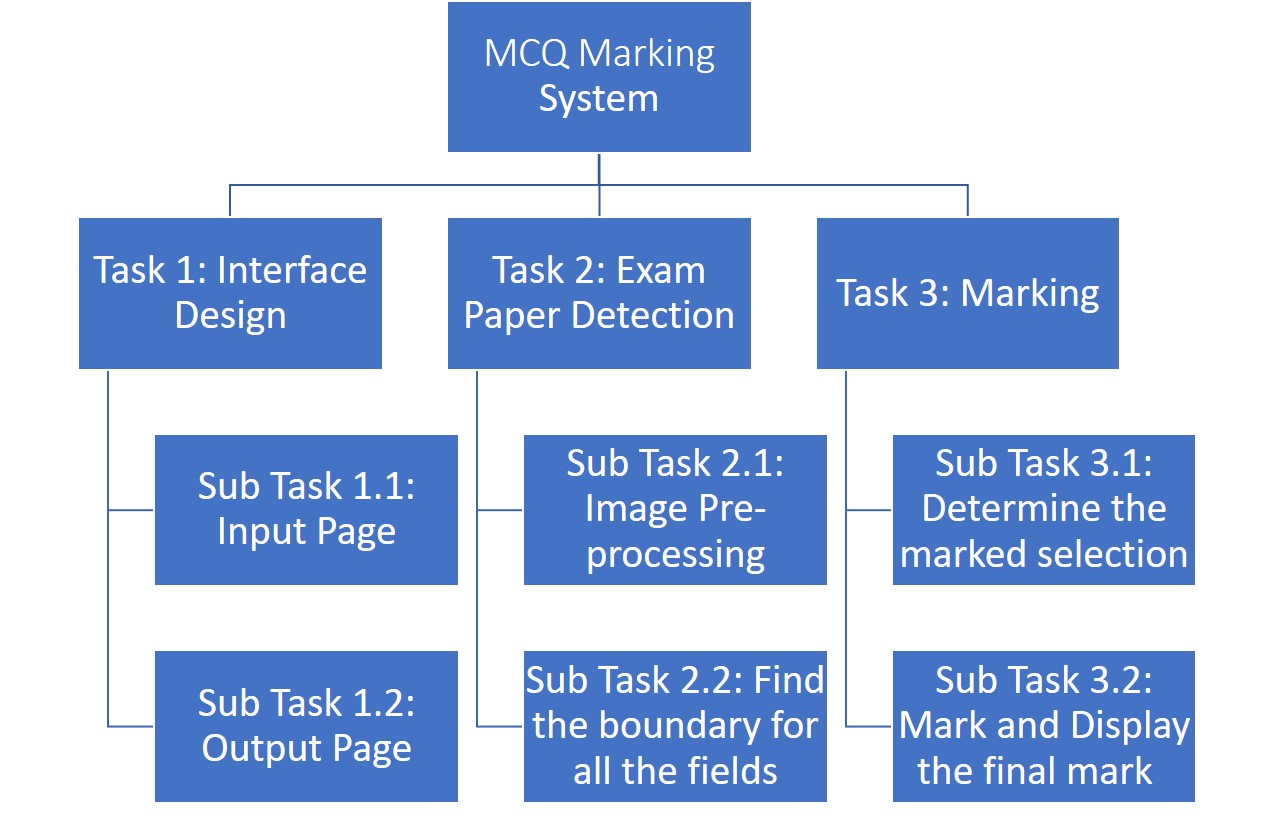 MCQ Marking
System
Task 1: Interface
Design
Task 2: Exam
Paper Detection
Task 3: Marking
Sub Task 1.1:
Input Page
Sub Task 2.1:
Image Pre-
processing
Sub Task 3.1:
Determine the
marked selection
Sub Task 1.2:
Output Page
Sub Task 2.2: Find
the boundary for
all the fields
Sub Task 3.2:
Mark and Display
the final mark